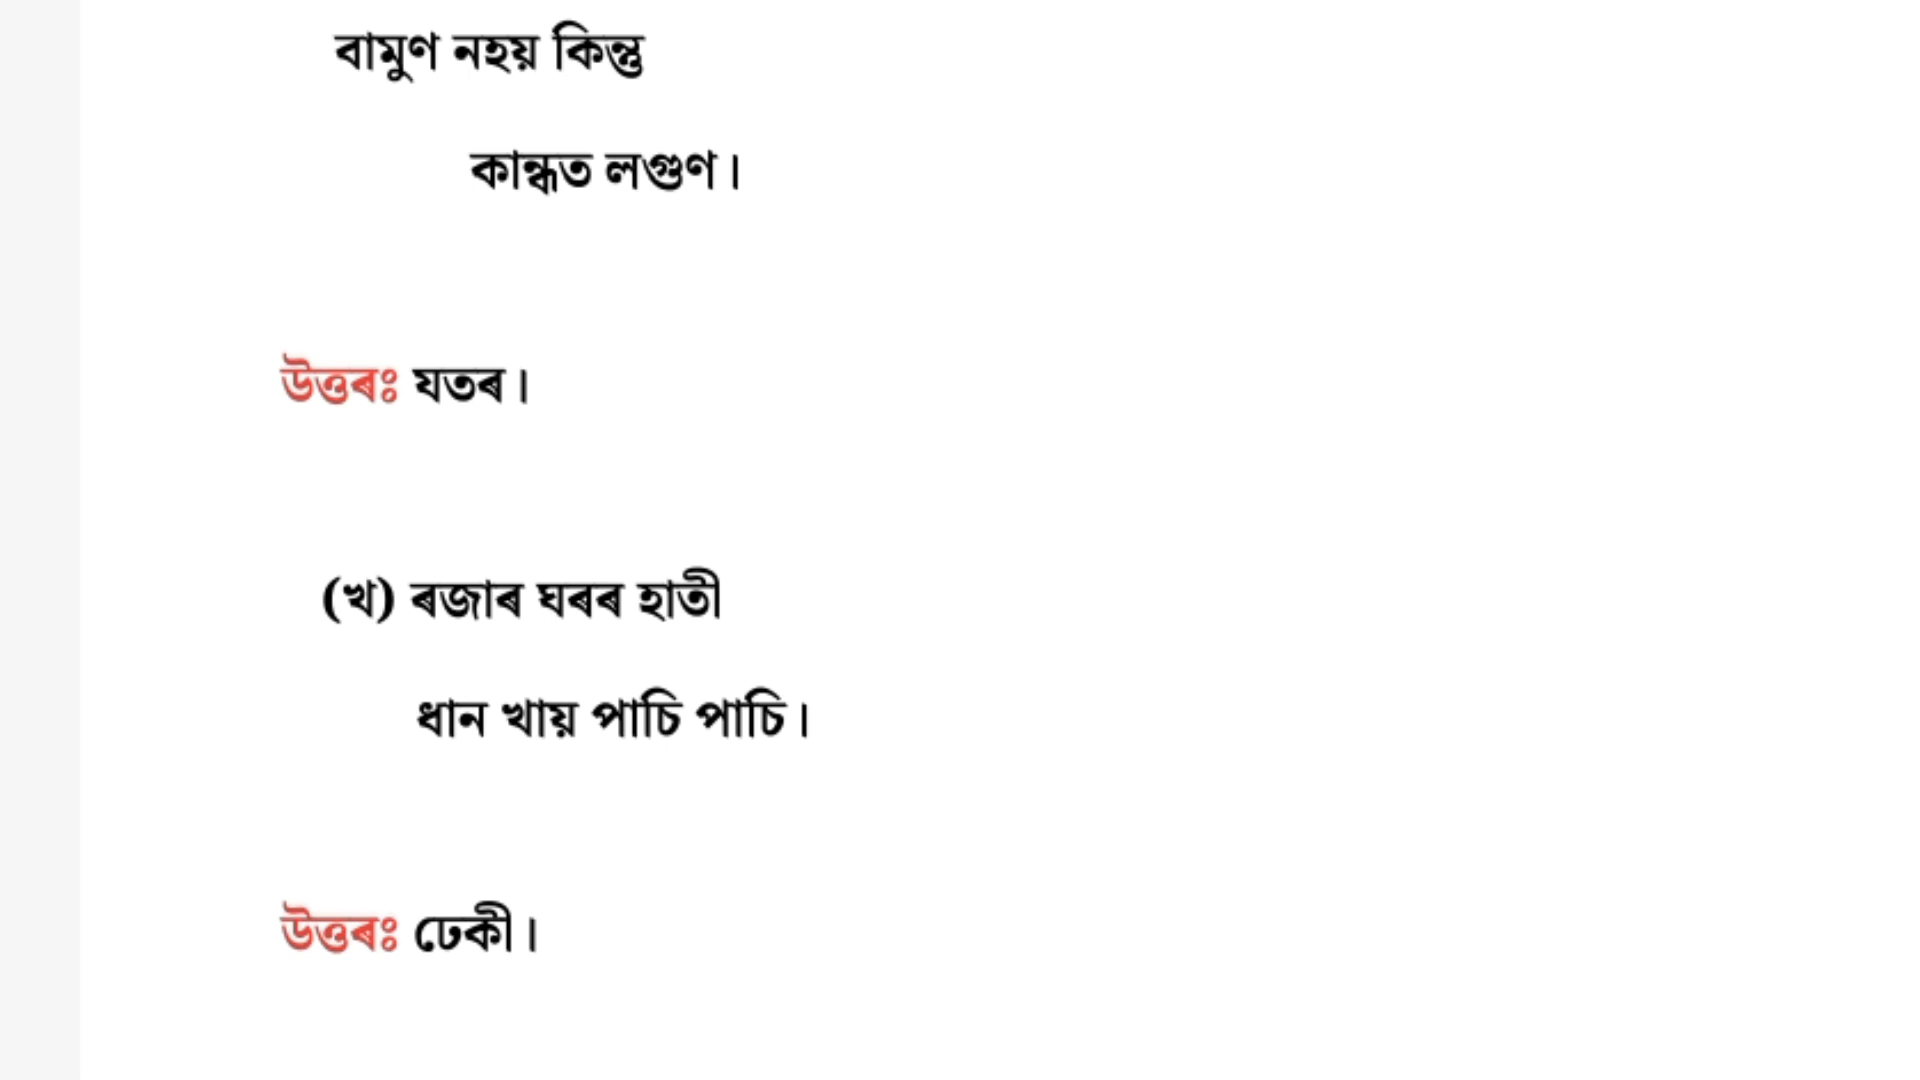 বামুণ নহয় কিন্তু
কান্ধত লগুণ।
উত্তৰঃ যতৰ।
(খ) ৰজাৰ ঘৰৰ হাতী
ধান খায় পাচি পাচি।
উত্তৰঃ ঢেকী।